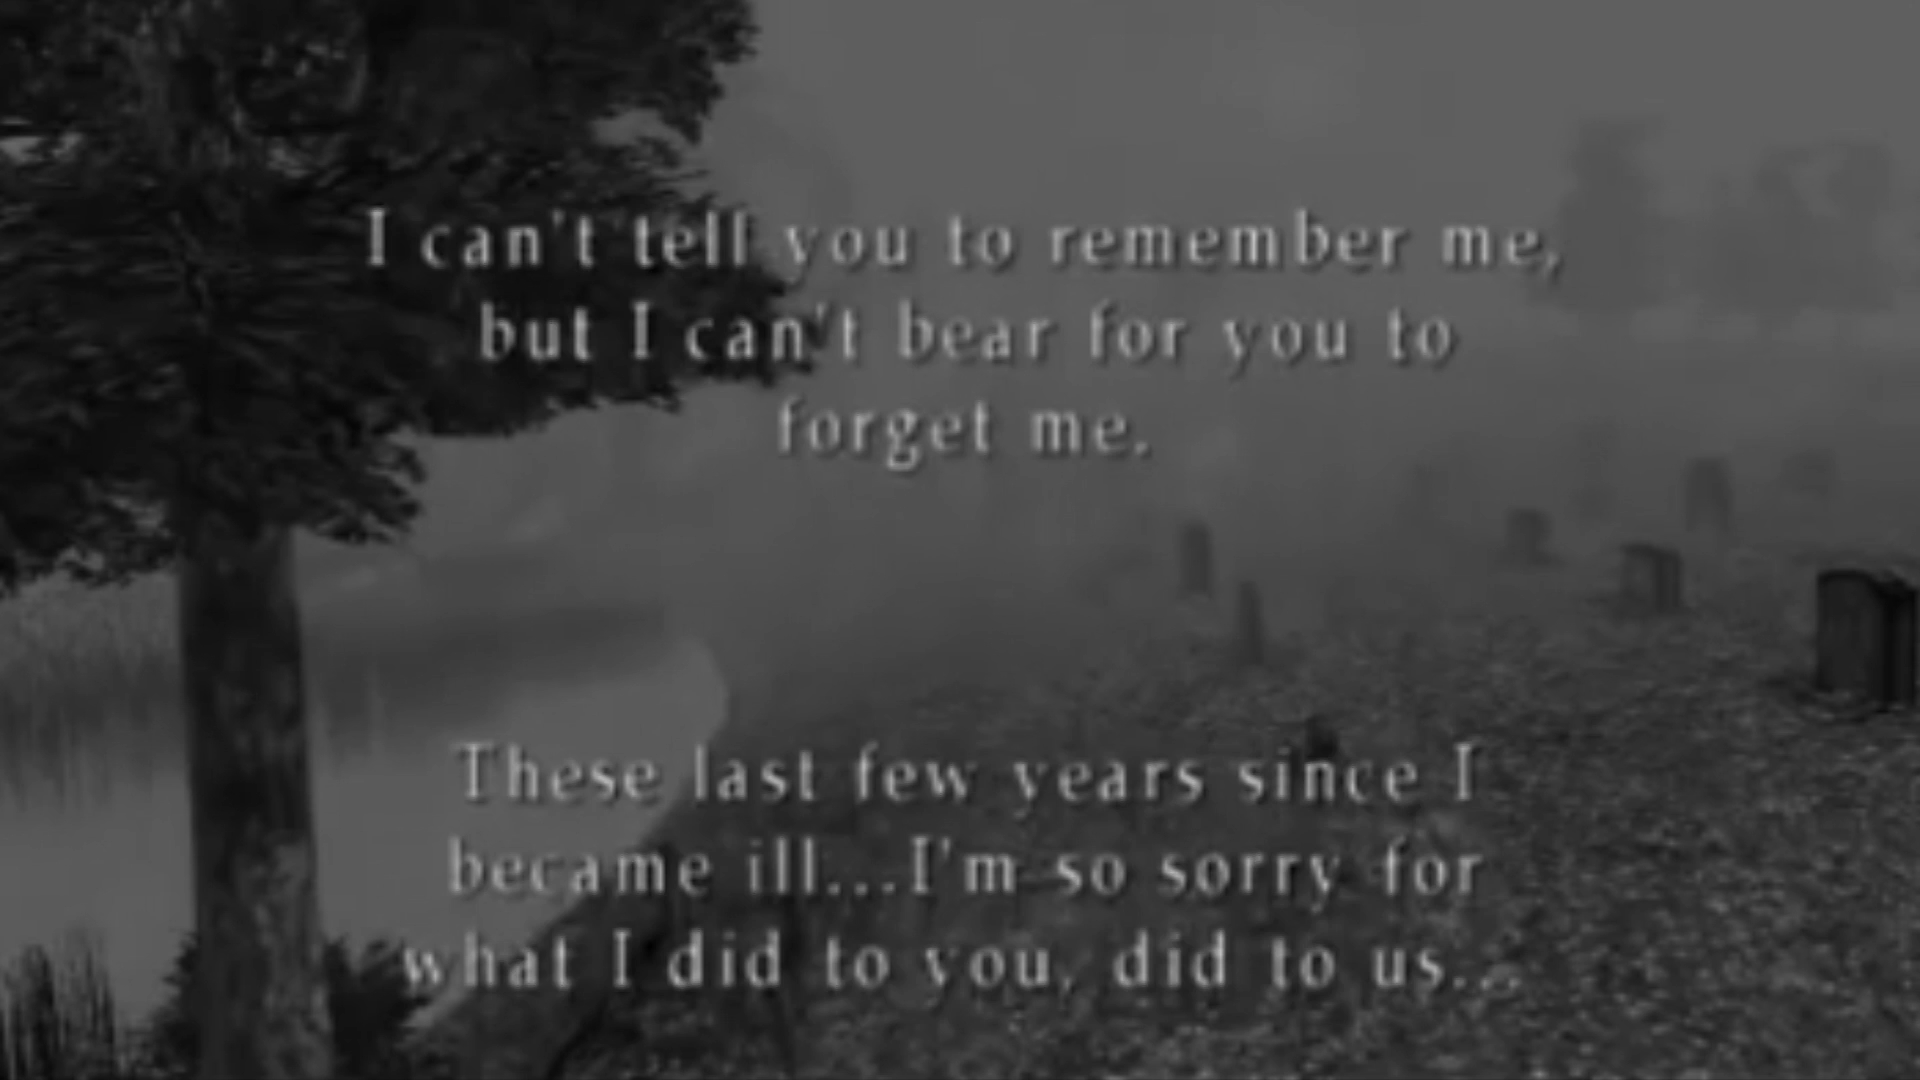 I can't tell you to remember me,
but I can't bear for you to
forget me.
These last few years since I
became ill...I'm so sorry for
what I did to you, did to us...